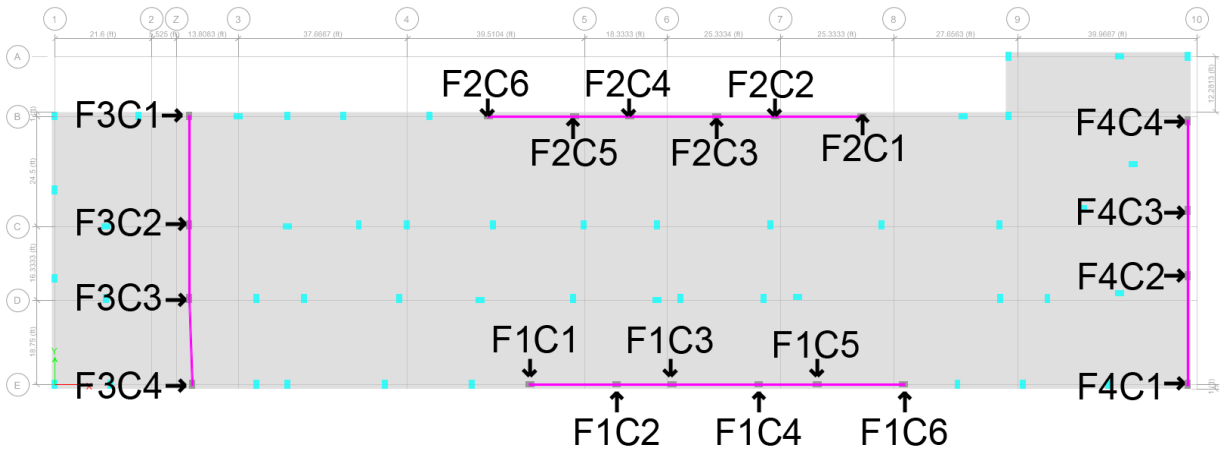 1 2 Z 3 4 5 6 7 8 9 10
21.6 (ft) 5.525 (ft) 13.8083 (ft) 37.6667 (ft) 39.5104 (ft) 18.3333 (ft) 25.3334 (ft) 25.3333 (ft) 27.6563 (ft) 39.9687 (ft)
A
12.2813 (ft)
F2C6 F2C4 F2C2
B
F3C1
F4C4
F2C5 F2C3 F2C1
24.5 (ft)
C
F3C2
F4C3
16.3333 (ft)
F4C2
D
F3C3
18.75 (ft)
F1C1 F1C3 F1C5
Y
X
E
F3C4
F4C1
F1C2 F1C4 F1C6